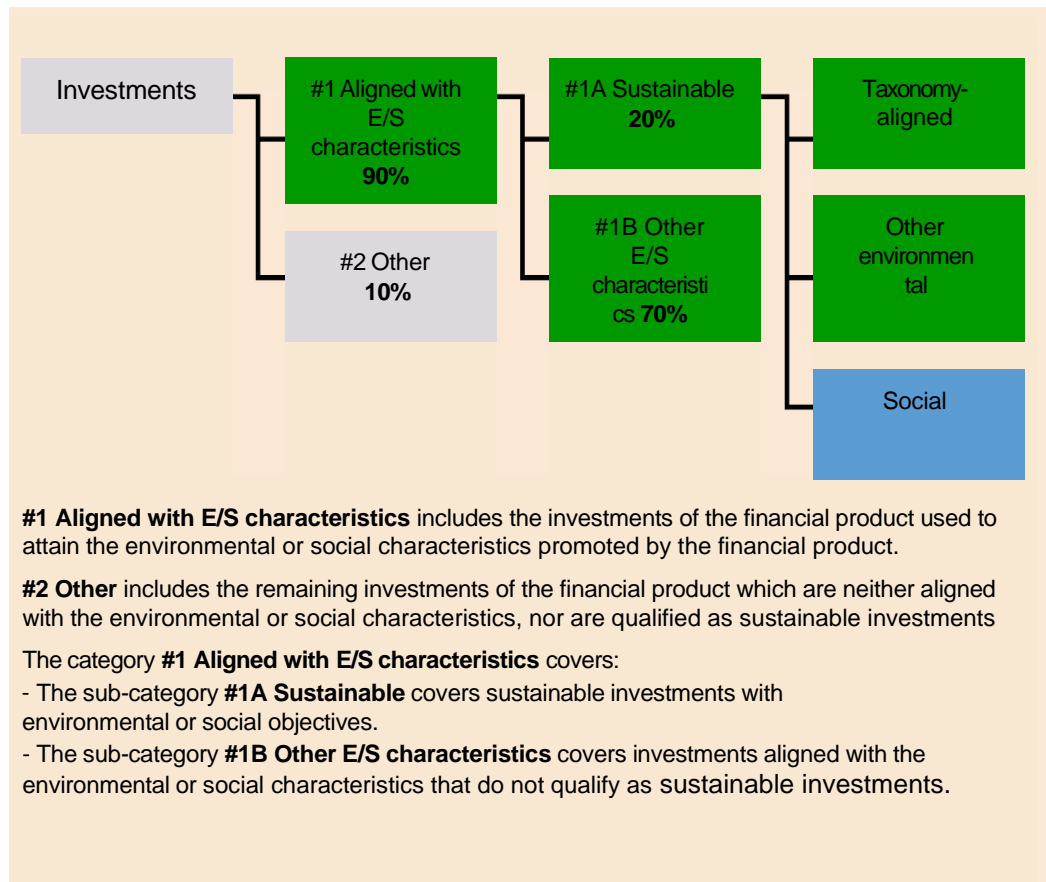 Investments
#1 Aligned with
E/S
characteristics
90%
#2 Other
10%
#1A Sustainable
20%
#1B Other
E/S
characteristi
cs 70%
Taxonomy-
aligned
Other
environmen
tal
Social
#1 Aligned with E/S characteristics includes the investments of the financial product used to
attain the environmental or social characteristics promoted by the financial product.
#2 Other includes the remaining investments of the financial product which are neither aligned
with the environmental or social characteristics, nor are qualified as sustainable investments
The category #1 Aligned with E/S characteristics covers:
- The sub-category #1A Sustainable covers sustainable investments with
environmental or social objectives.
- The sub-category #1B Other E/S characteristics covers investments aligned with the
environmental or social characteristics that do not qualify as sustainable investments.